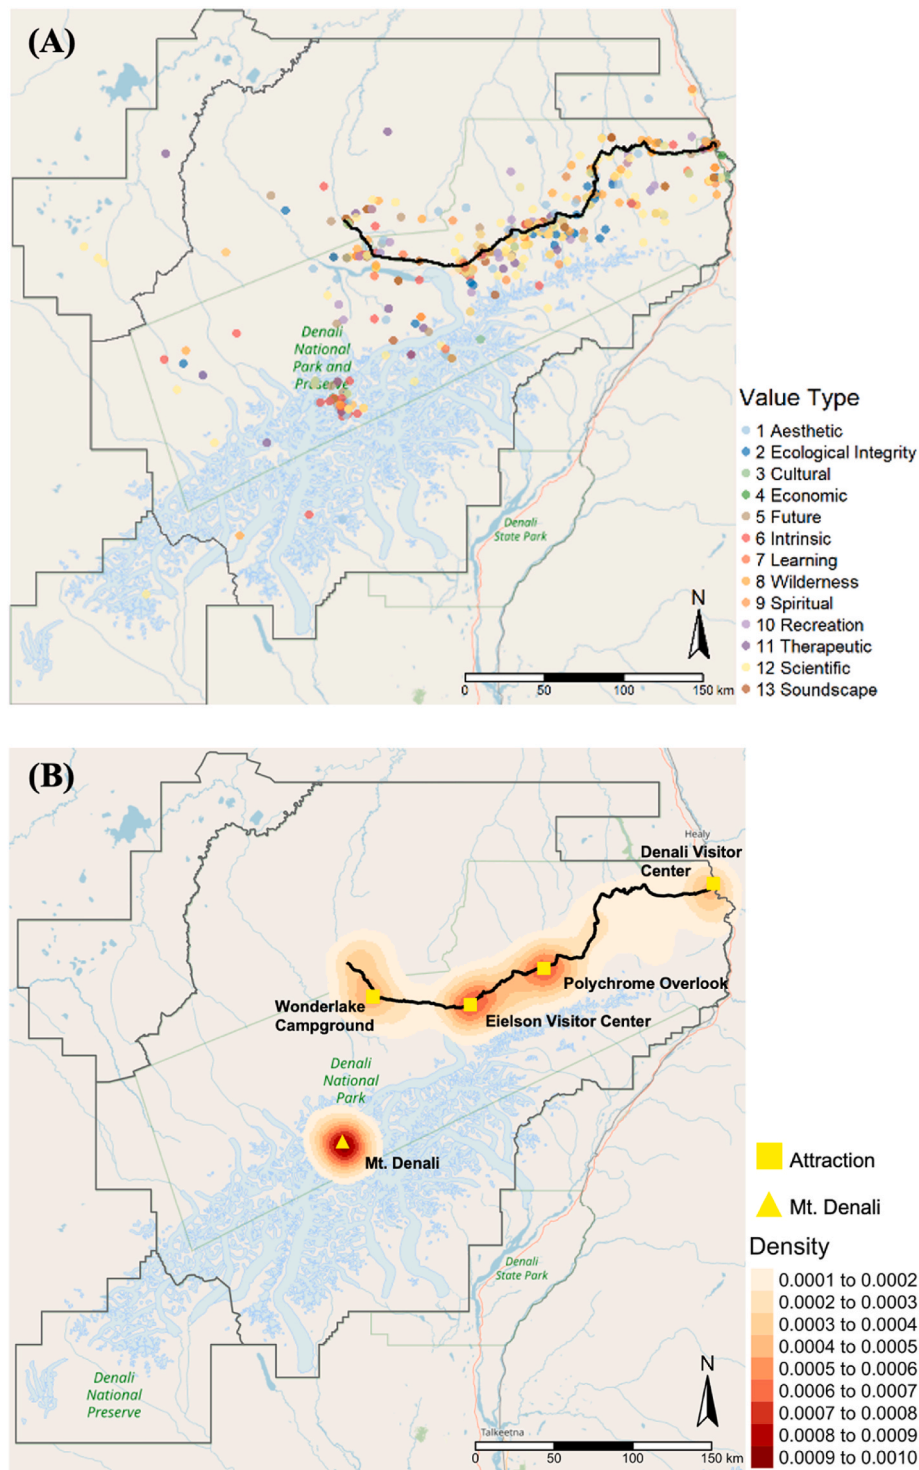 (A)
Denali
National
Park and
Preserve
Denali
State Park
N
0 50 100 150 km
Value Type
1 Aesthetic
2 Ecological Integrity
3 Cultural
4 Economic
5 Future
6 Intrinsic
7 Learning
8 Wilderness
9 Spiritual
10 Recreation
11 Therapeutic
12 Scientific
13 Soundscape
(B)
Healy
Denali Visitor
Center
Polychrome Overlook
Wonderlake
Campground
Eielson Visitor Center
Denali
National
Park
Mt. Denali
Denali
State Park
Denali
National
Preserve
Talkeetna
N
0 50 100 150 km
Attraction
Mt. Denali
Density
0.0001 to 0.0002
0.0002 to 0.0003
0.0003 to 0.0004
0.0004 to 0.0005
0.0005 to 0.0006
0.0006 to 0.0007
0.0007 to 0.0008
0.0008 to 0.0009
0.0009 to 0.0010